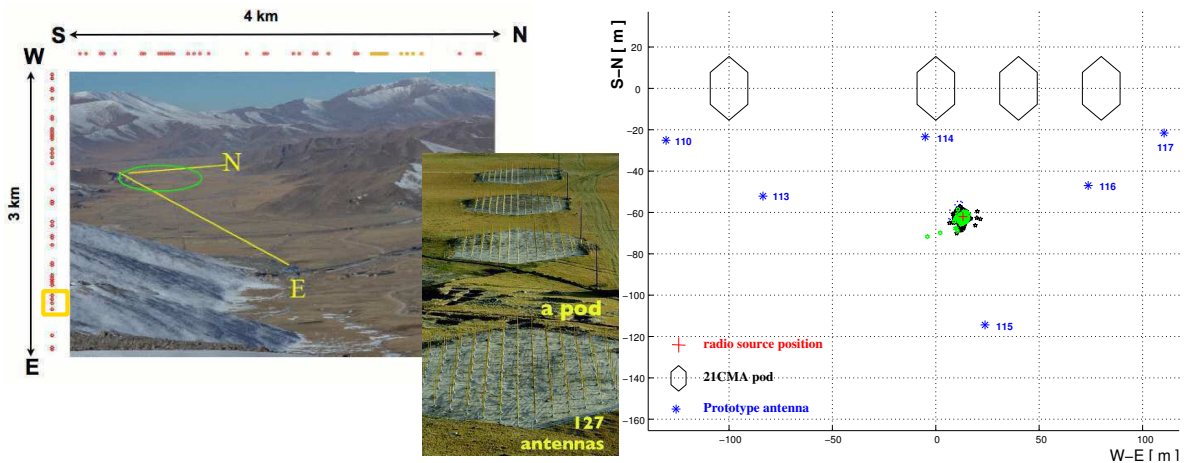 4 km
S
N
W
3 km
E
N
E
a pod
127
antennas
S−N [ m ]
20
0
−20
−40
−60
−80
−100
−120
−140
−160
110
114
117
113
116
115
radio source position
21CMA pod
Prototype antenna
−100
−50
0
50
100
W−E [ m ]